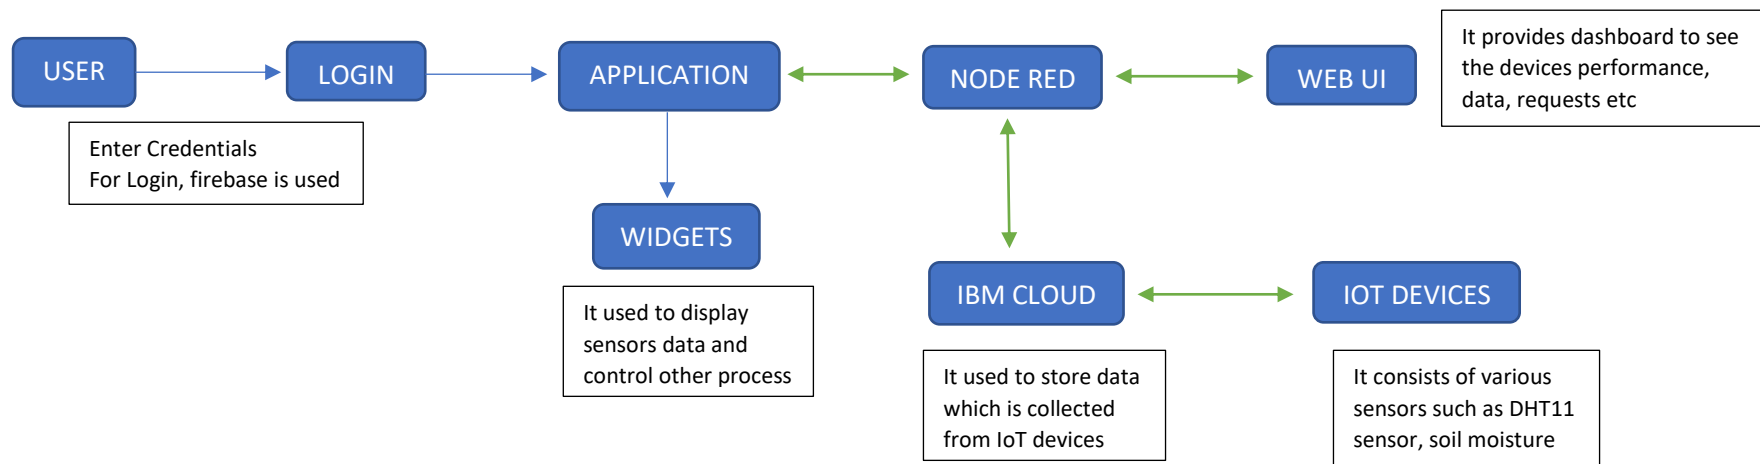 USER
LOGIN
APPLICATION
NODE RED
WEB UI
It provides dashboard to see
the devices performance,
data, requests etc
Enter Credentials
For Login, firebase is used
WIDGETS
It used to display
sensors data and
control other process
IBM CLOUD
IOT DEVICES
It used to store data
which is collected
from IoT devices
It consists of various
sensors such as DHT11
sensor, soil moisture